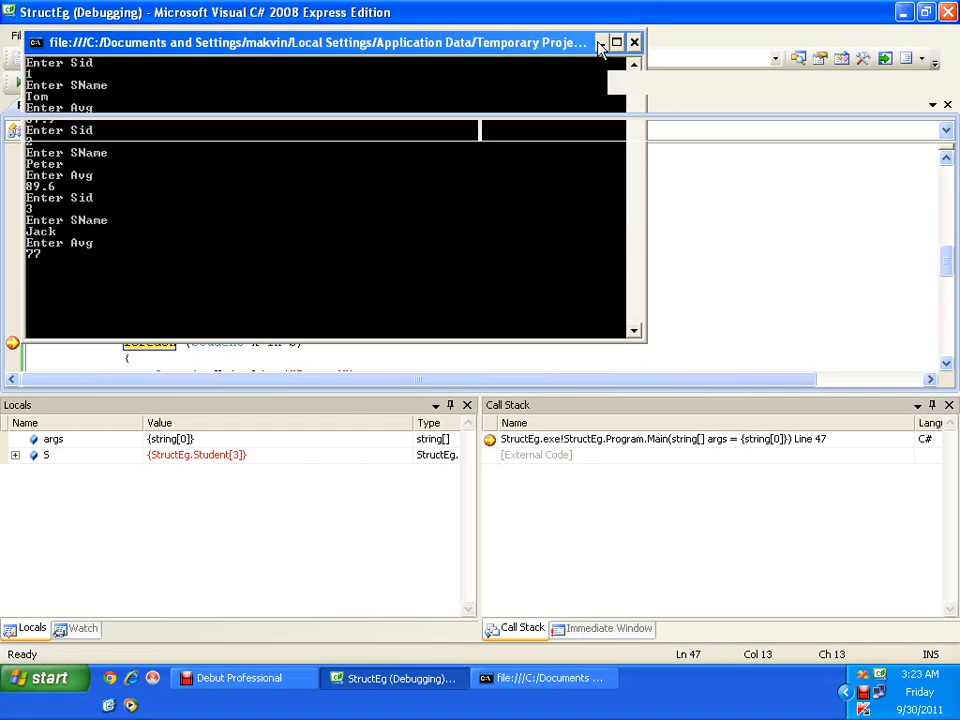 StructEg (Debugging) - Microsoft Visual C# 2008 Express Edition
file:///C:/Documents and Settings/makvin/Local Settings/Application Data/Temporary Proje...
Enter Sid
1
Enter SName
Tom
Enter Avg
Enter Sid
2
Enter SName
Peter
Enter Avg
89.6
Enter Sid
3
Enter SName
Jack
Enter Avg
77
{
Locals
Name Value Type
args {string[0]} string[]
S {StructEg.Student[3]} StructEg.
Call Stack
Name Langu
StructEg.exe!StructEg.Program.Main(string[] args = {string[0]}) Line 47 C#
[External Code]
Locals Watch
Call Stack Immediate Window
Ready Ln 47 Col 13 Ch 13 INS
start Debut Professional StructEg (Debugging)... file:///C:/Documents ...
3:23 AM
Friday
9/30/2011